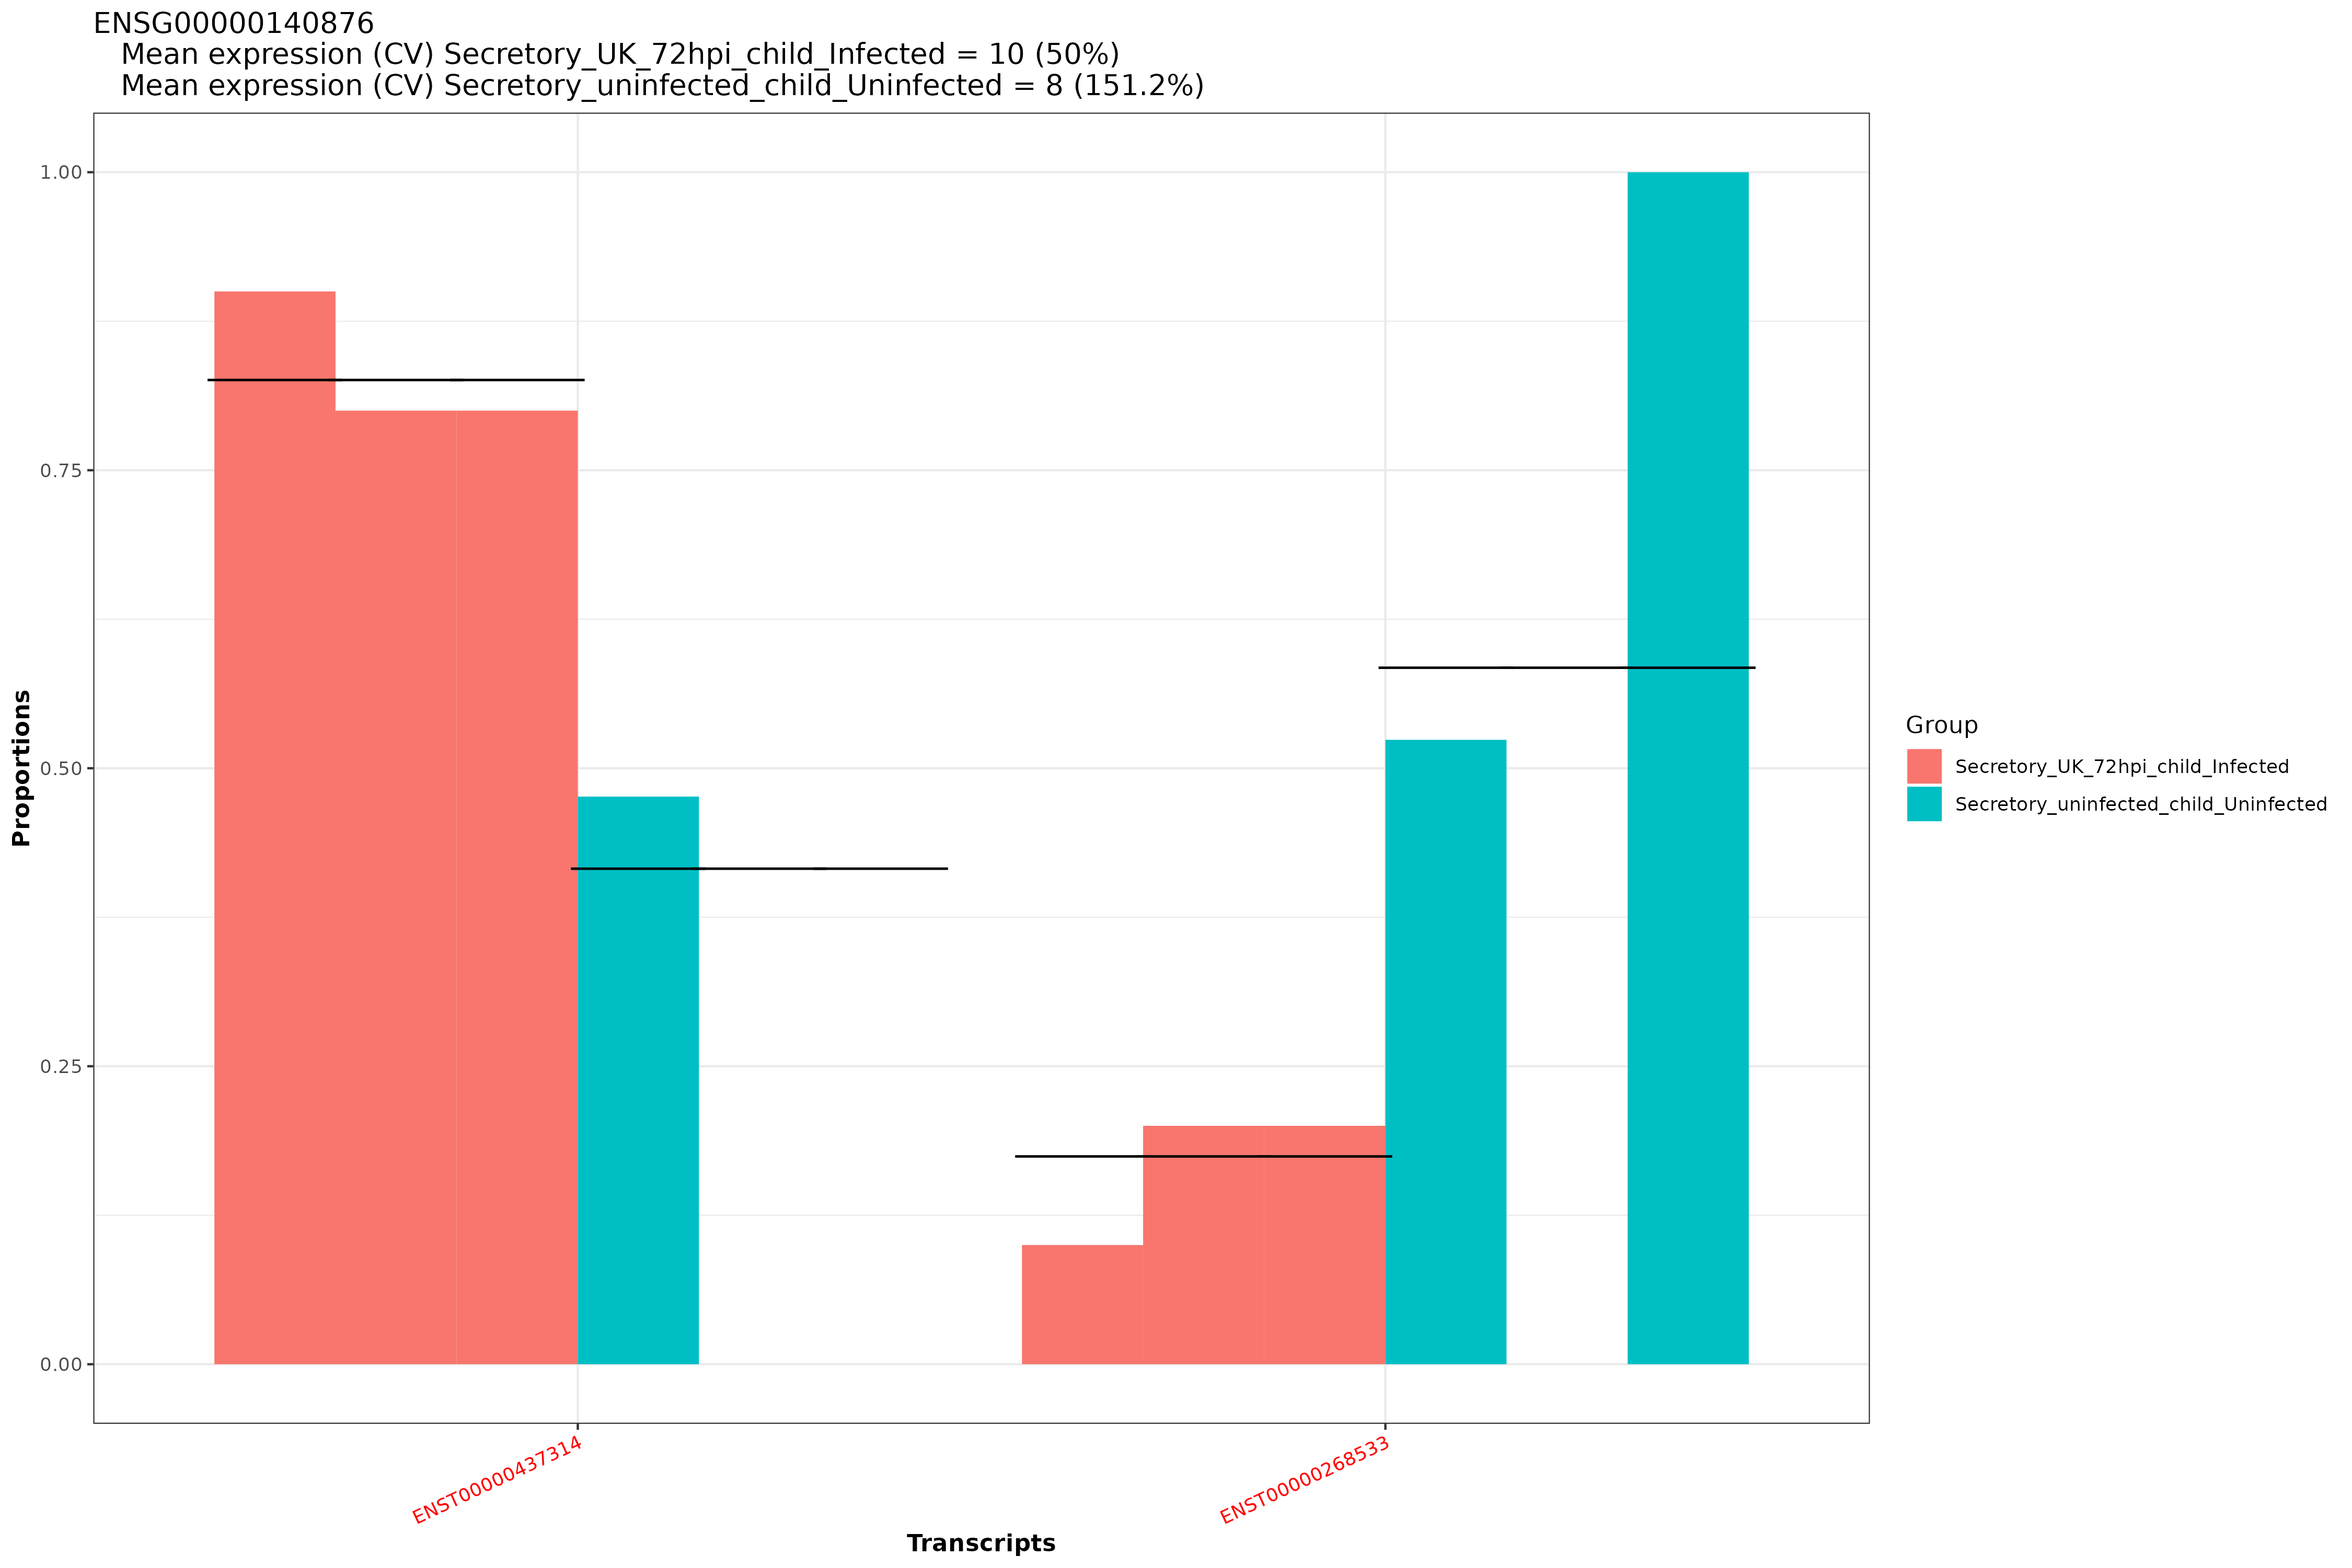 ENSG00000140876
Mean expression (CV) Secretory_UK_72hpi_child_Infected = 10 (50%)
Mean expression (CV) Secretory_uninfected_child_Uninfected = 8 (151.2%)
1.00
0.75
0.50
0.25
0.00
Proportions
ENST00000437314
ENST00000268533
Transcripts
Group
Secretory_UK_72hpi_child_Infected
Secretory_uninfected_child_Uninfected